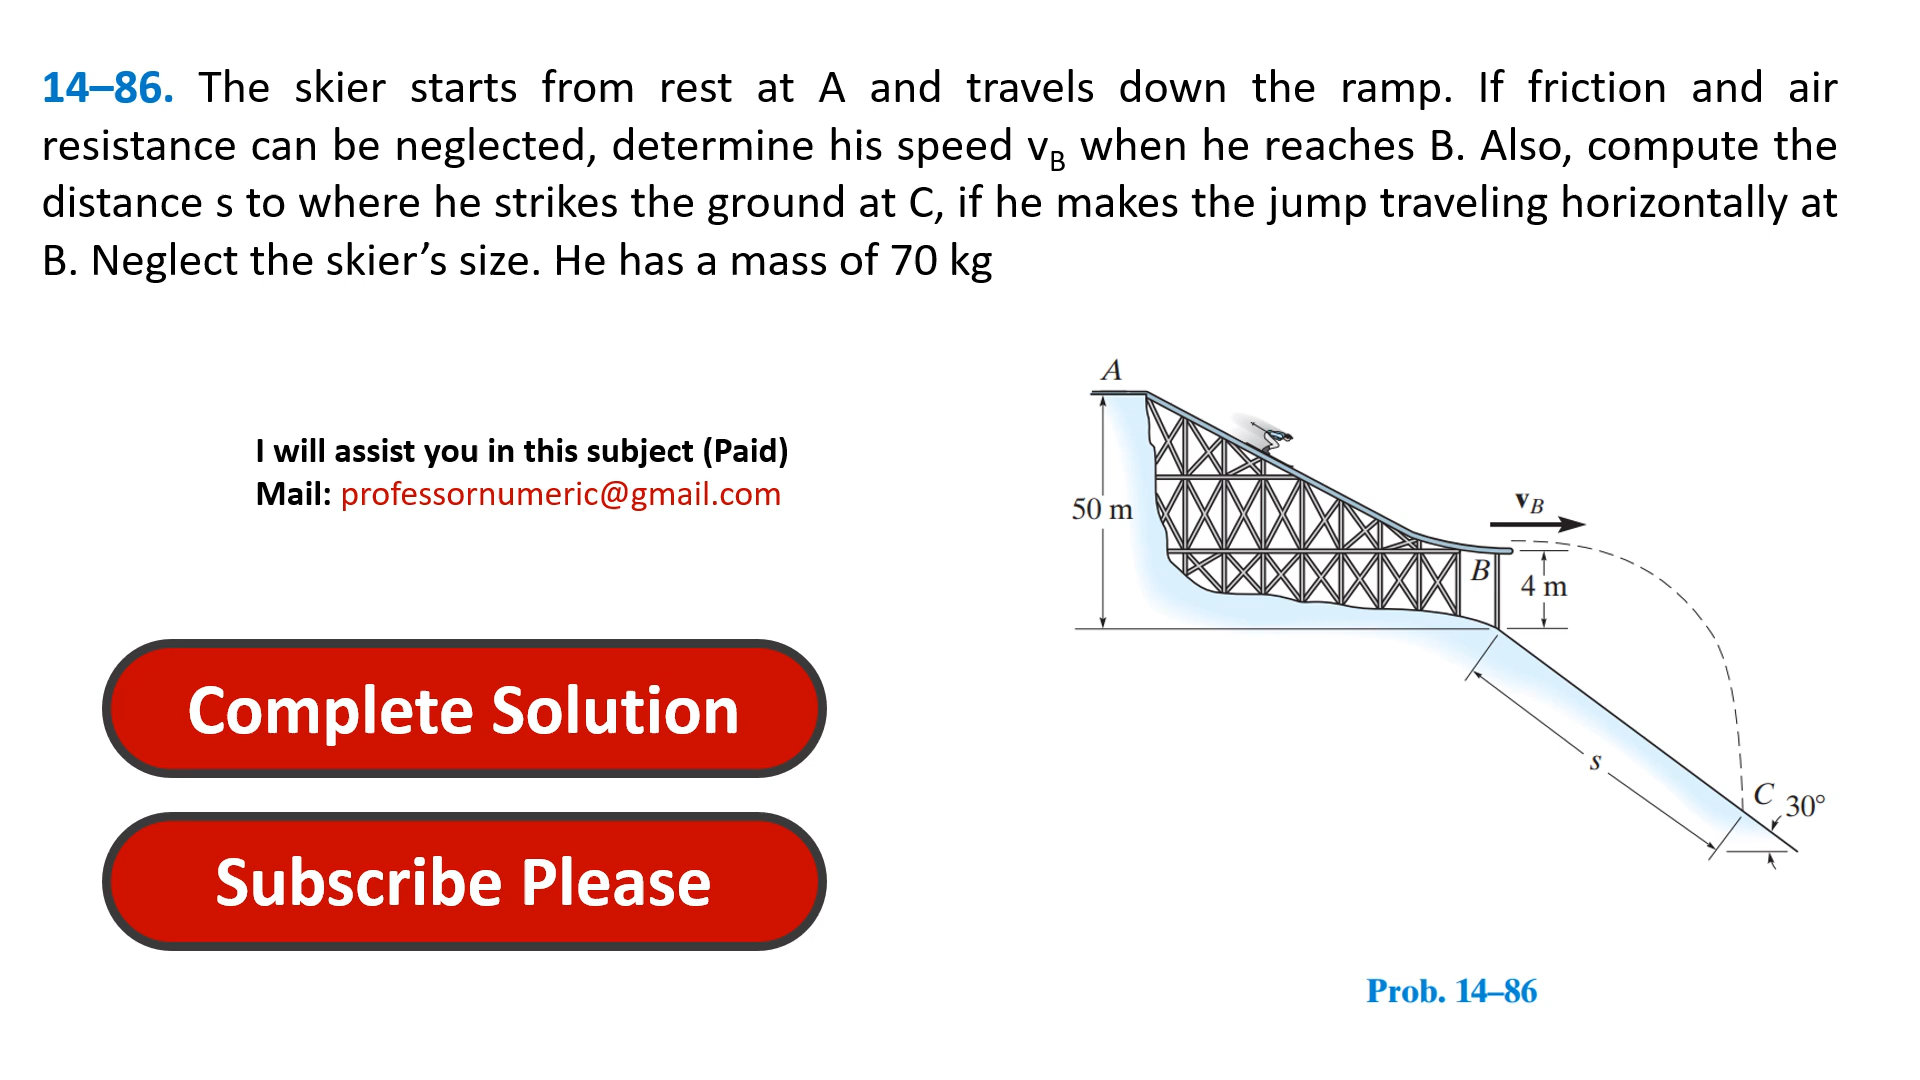 14–86. The skier starts from rest at A and travels down the ramp. If friction and air
resistance can be neglected, determine his speed vB when he reaches B. Also, compute the
distance s to where he strikes the ground at C, if he makes the jump traveling horizontally at
B. Neglect the skier’s size. He has a mass of 70 kg
A
I will assist you in this subject (Paid)
Mail: professornumeric@gmail.com
50 m
vB
B
4 m
Complete Solution
s
C
30°
Subscribe Please
Prob. 14–86